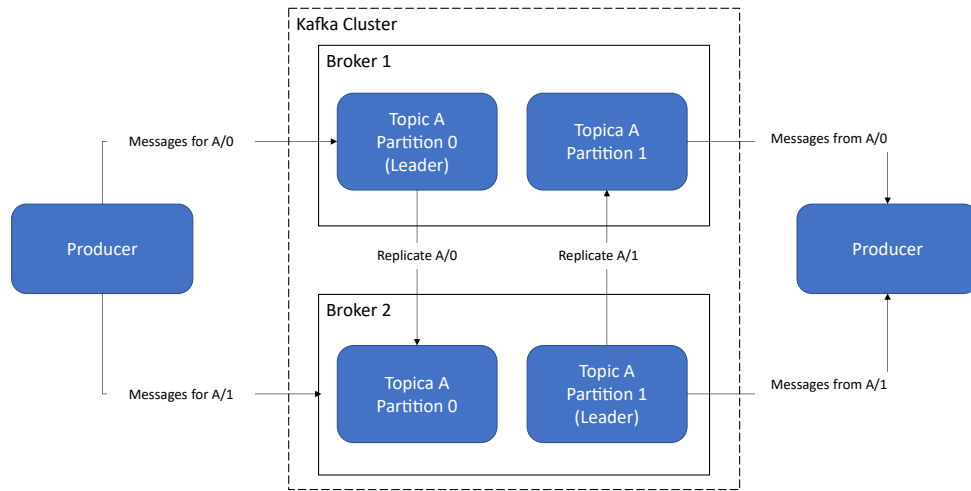 Kafka Cluster
Broker 1
Topic A
Partition 0
(Leader)
Topica A
Partition 1
Messages for A/0
Messages from A/0
Producer
Replicate A/0
Replicate A/1
Producer
Broker 2
Topica A
Partition 0
Topic A
Partition 1
(Leader)
Messages for A/1
Messages from A/1